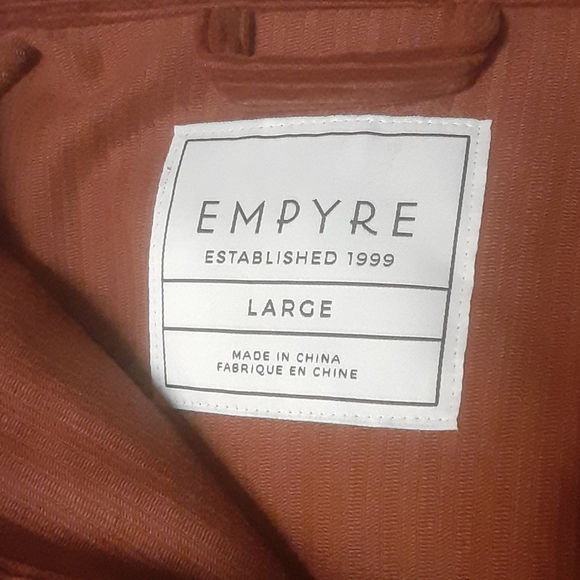 EMPYRE
ESTABLISHED 1999
LARGE
MADE IN CHINA
FABRIQUE EN CHINE